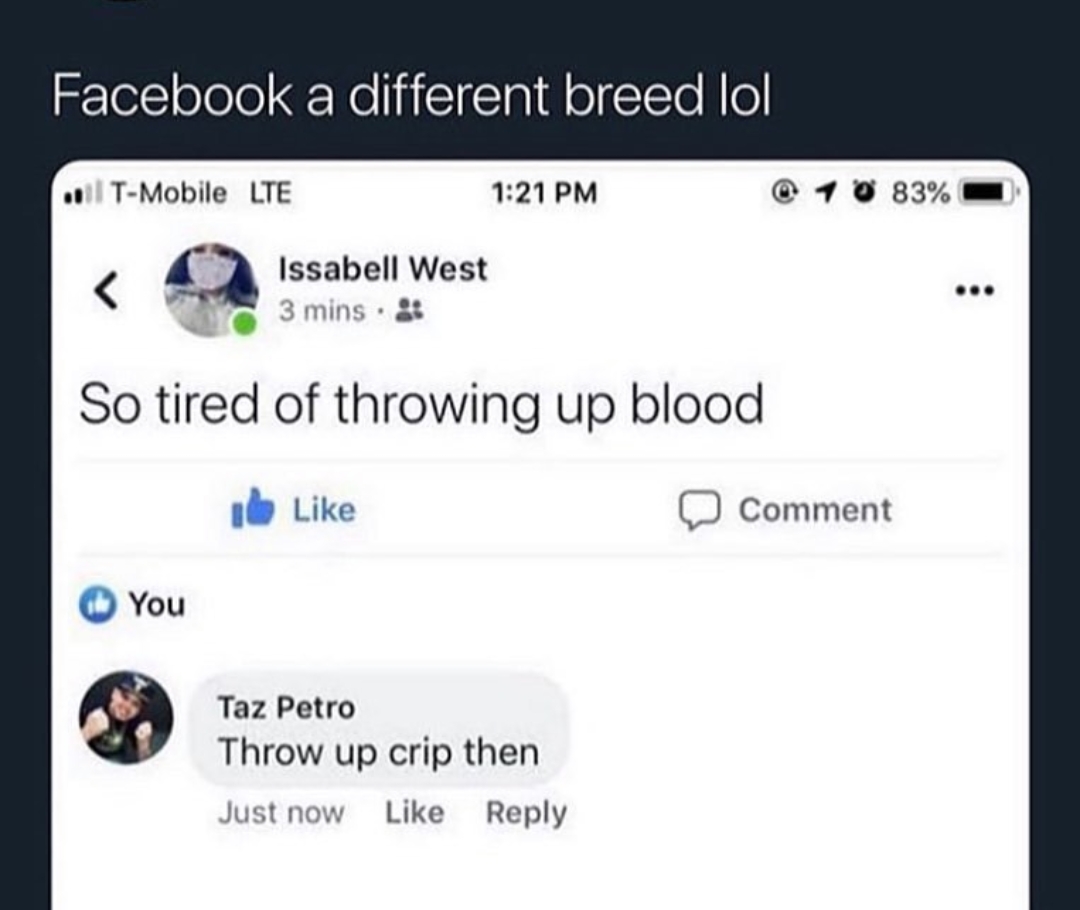 Facebook a different breed lol
T-Mobile LTE 1:21 PM 83%
Issabell West
3 mins ·
So tired of throwing up blood
Like Comment
You
Taz Petro
Throw up crip then
Just now Like Reply